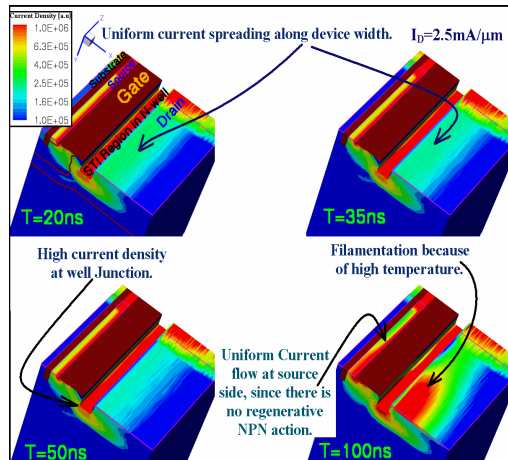 Current Density [a.u]
1.0E+06
6.3E+05
1.0E+06
2.5E+05
1.6E+05
1.0E+05
Z
Y
X
Uniform current spreading along device width.
I_D=2.5mA/μm
Substrate
Source
Gate
Drain
STI Region in N-well
T=20ns
T=35ns
High current density
at well Junction.
Filamentation because
of high temperature.
Uniform Current
flow at source
side, since there is
no regenerative
NPN action.
T=50ns
T=100ns